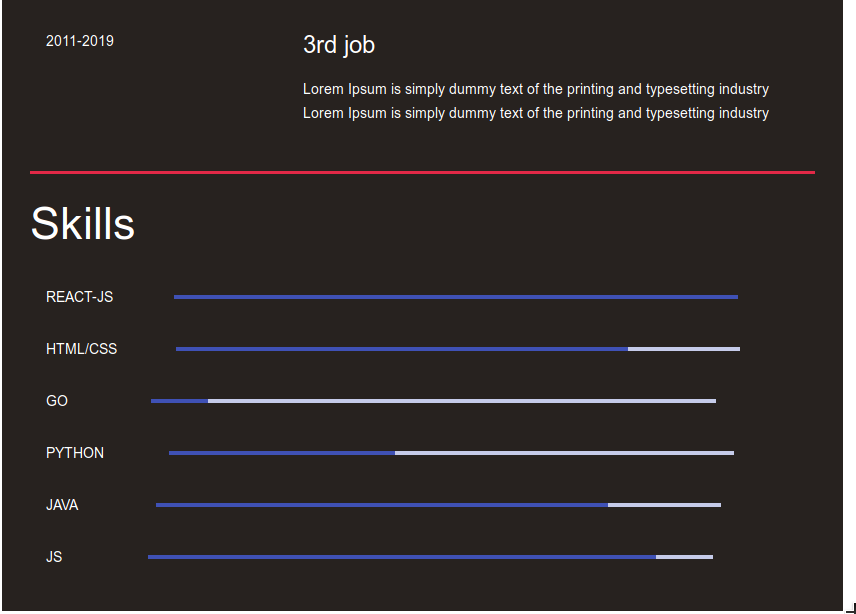 2011-2019
3rd job
Lorem Ipsum is simply dummy text of the printing and typesetting industry
Lorem Ipsum is simply dummy text of the printing and typesetting industry
Skills
REACT-JS
HTML/CSS
GO
PYTHON
JAVA
JS